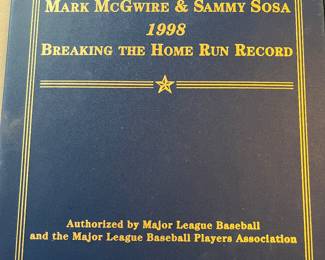 MARK MCGWIRE & SAMMY SOSA
1998
BREAKING THE HOME RUN RECORD
Authorized by Major League Baseball
and the Major League Baseball Players Association